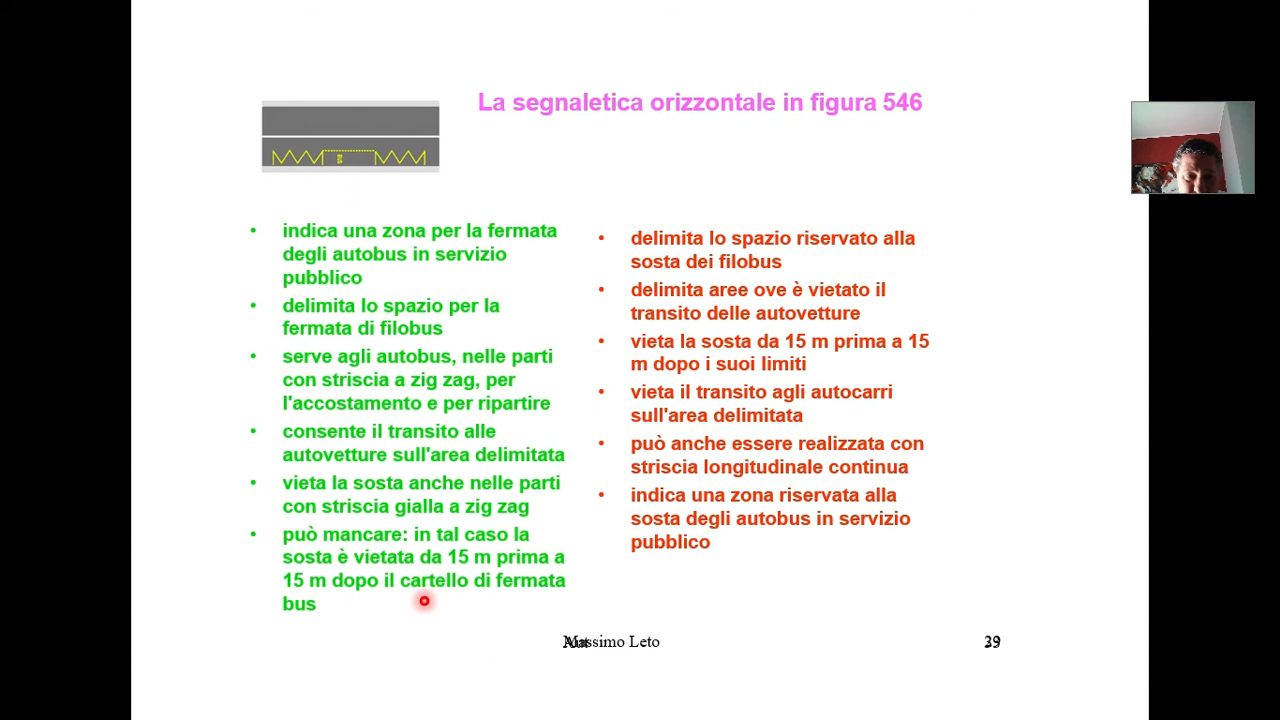 La segnaletica orizzontale in figura 546
• indica una zona per la fermata
degli autobus in servizio
pubblico
• delimita lo spazio per la
fermata di filobus
• serve agli autobus, nelle parti
con striscia a zig zag, per
l'accostamento e per ripartire
• consente il transito alle
autovetture sull'area delimitata
• vieta la sosta anche nelle parti
con striscia gialla a zig zag
• può mancare: in tal caso la
sosta è vietata da 15 m prima a
15 m dopo il cartello di fermata
bus
• delimita lo spazio riservato alla
sosta dei filobus
• delimita aree ove è vietato il
transito delle autovetture
• vieta la sosta da 15 m prima a 15
m dopo i suoi limiti
• vieta il transito agli autocarri
sull'area delimitata
• può anche essere realizzata con
striscia longitudinale continua
• indica una zona riservata alla
sosta degli autobus in servizio
pubblico
Massimo Leto